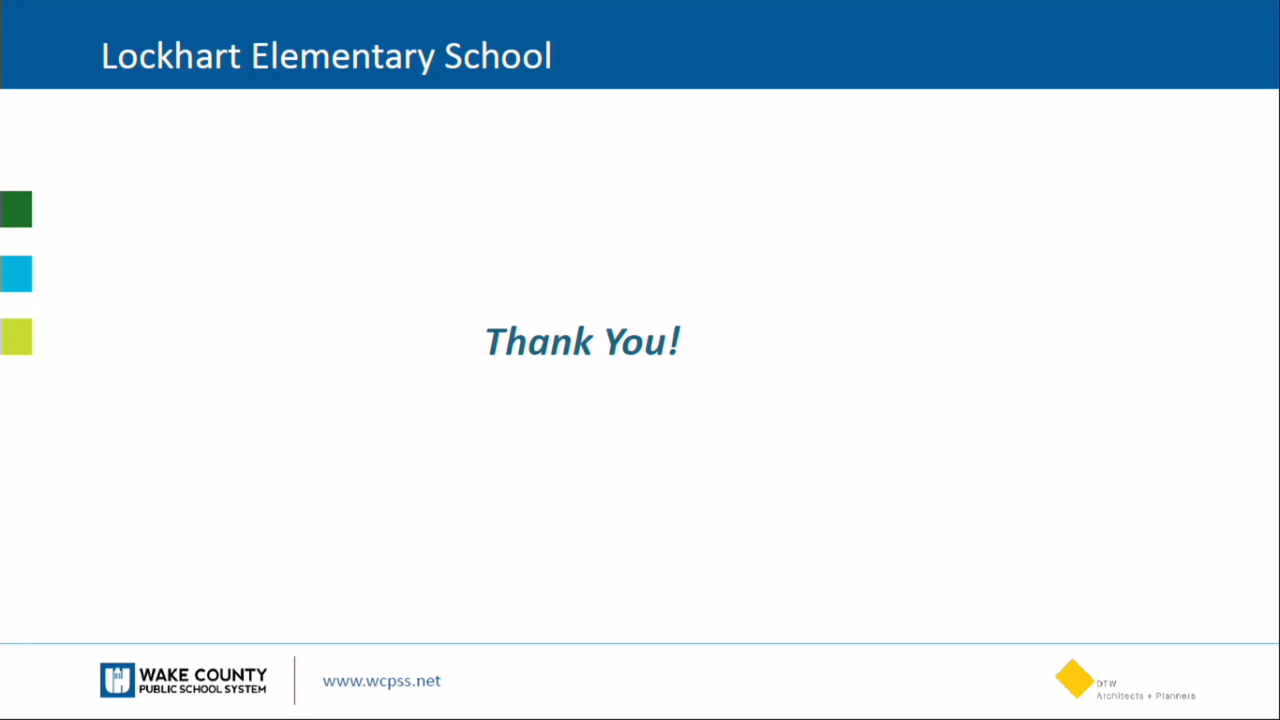 Lockhart Elementary School
Thank You!
WAKE COUNTY
PUBLIC SCHOOL SYSTEM
www.wcpss.net
DTW
Architects + Planners